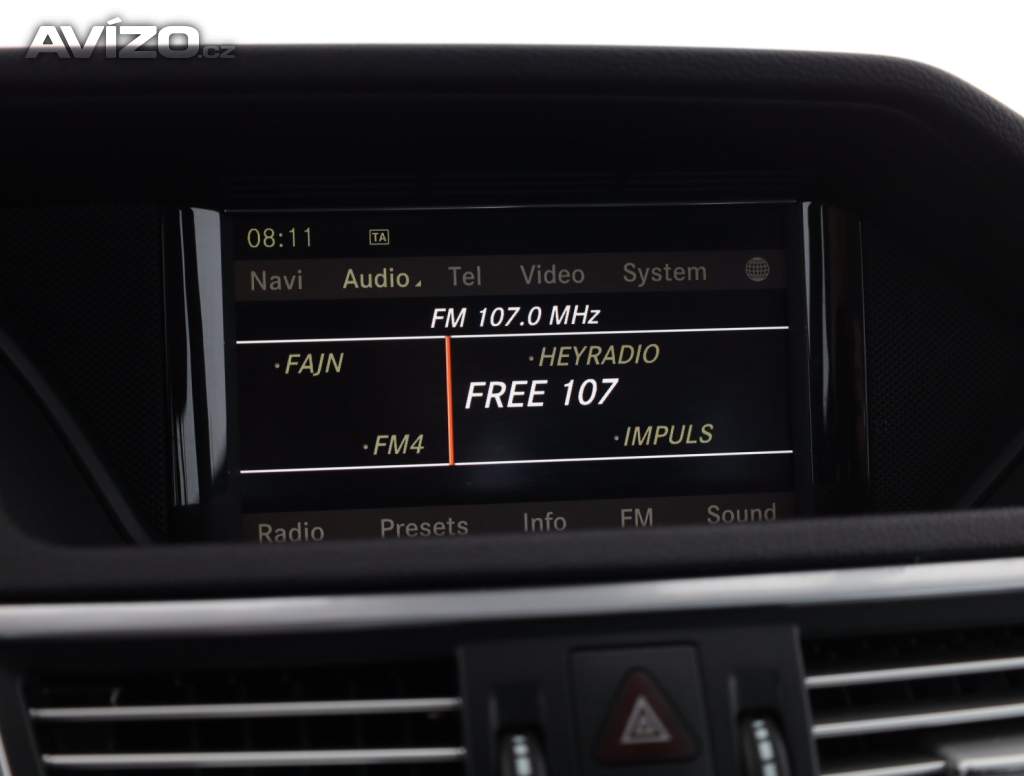 AVÍZO.cz
08:11 TA
Navi Audio Tel Video System
FM 107.0 MHz
FAJN HEYRADIO
FREE 107
FM4 IMPULS
Radio Presets Info FM Sound